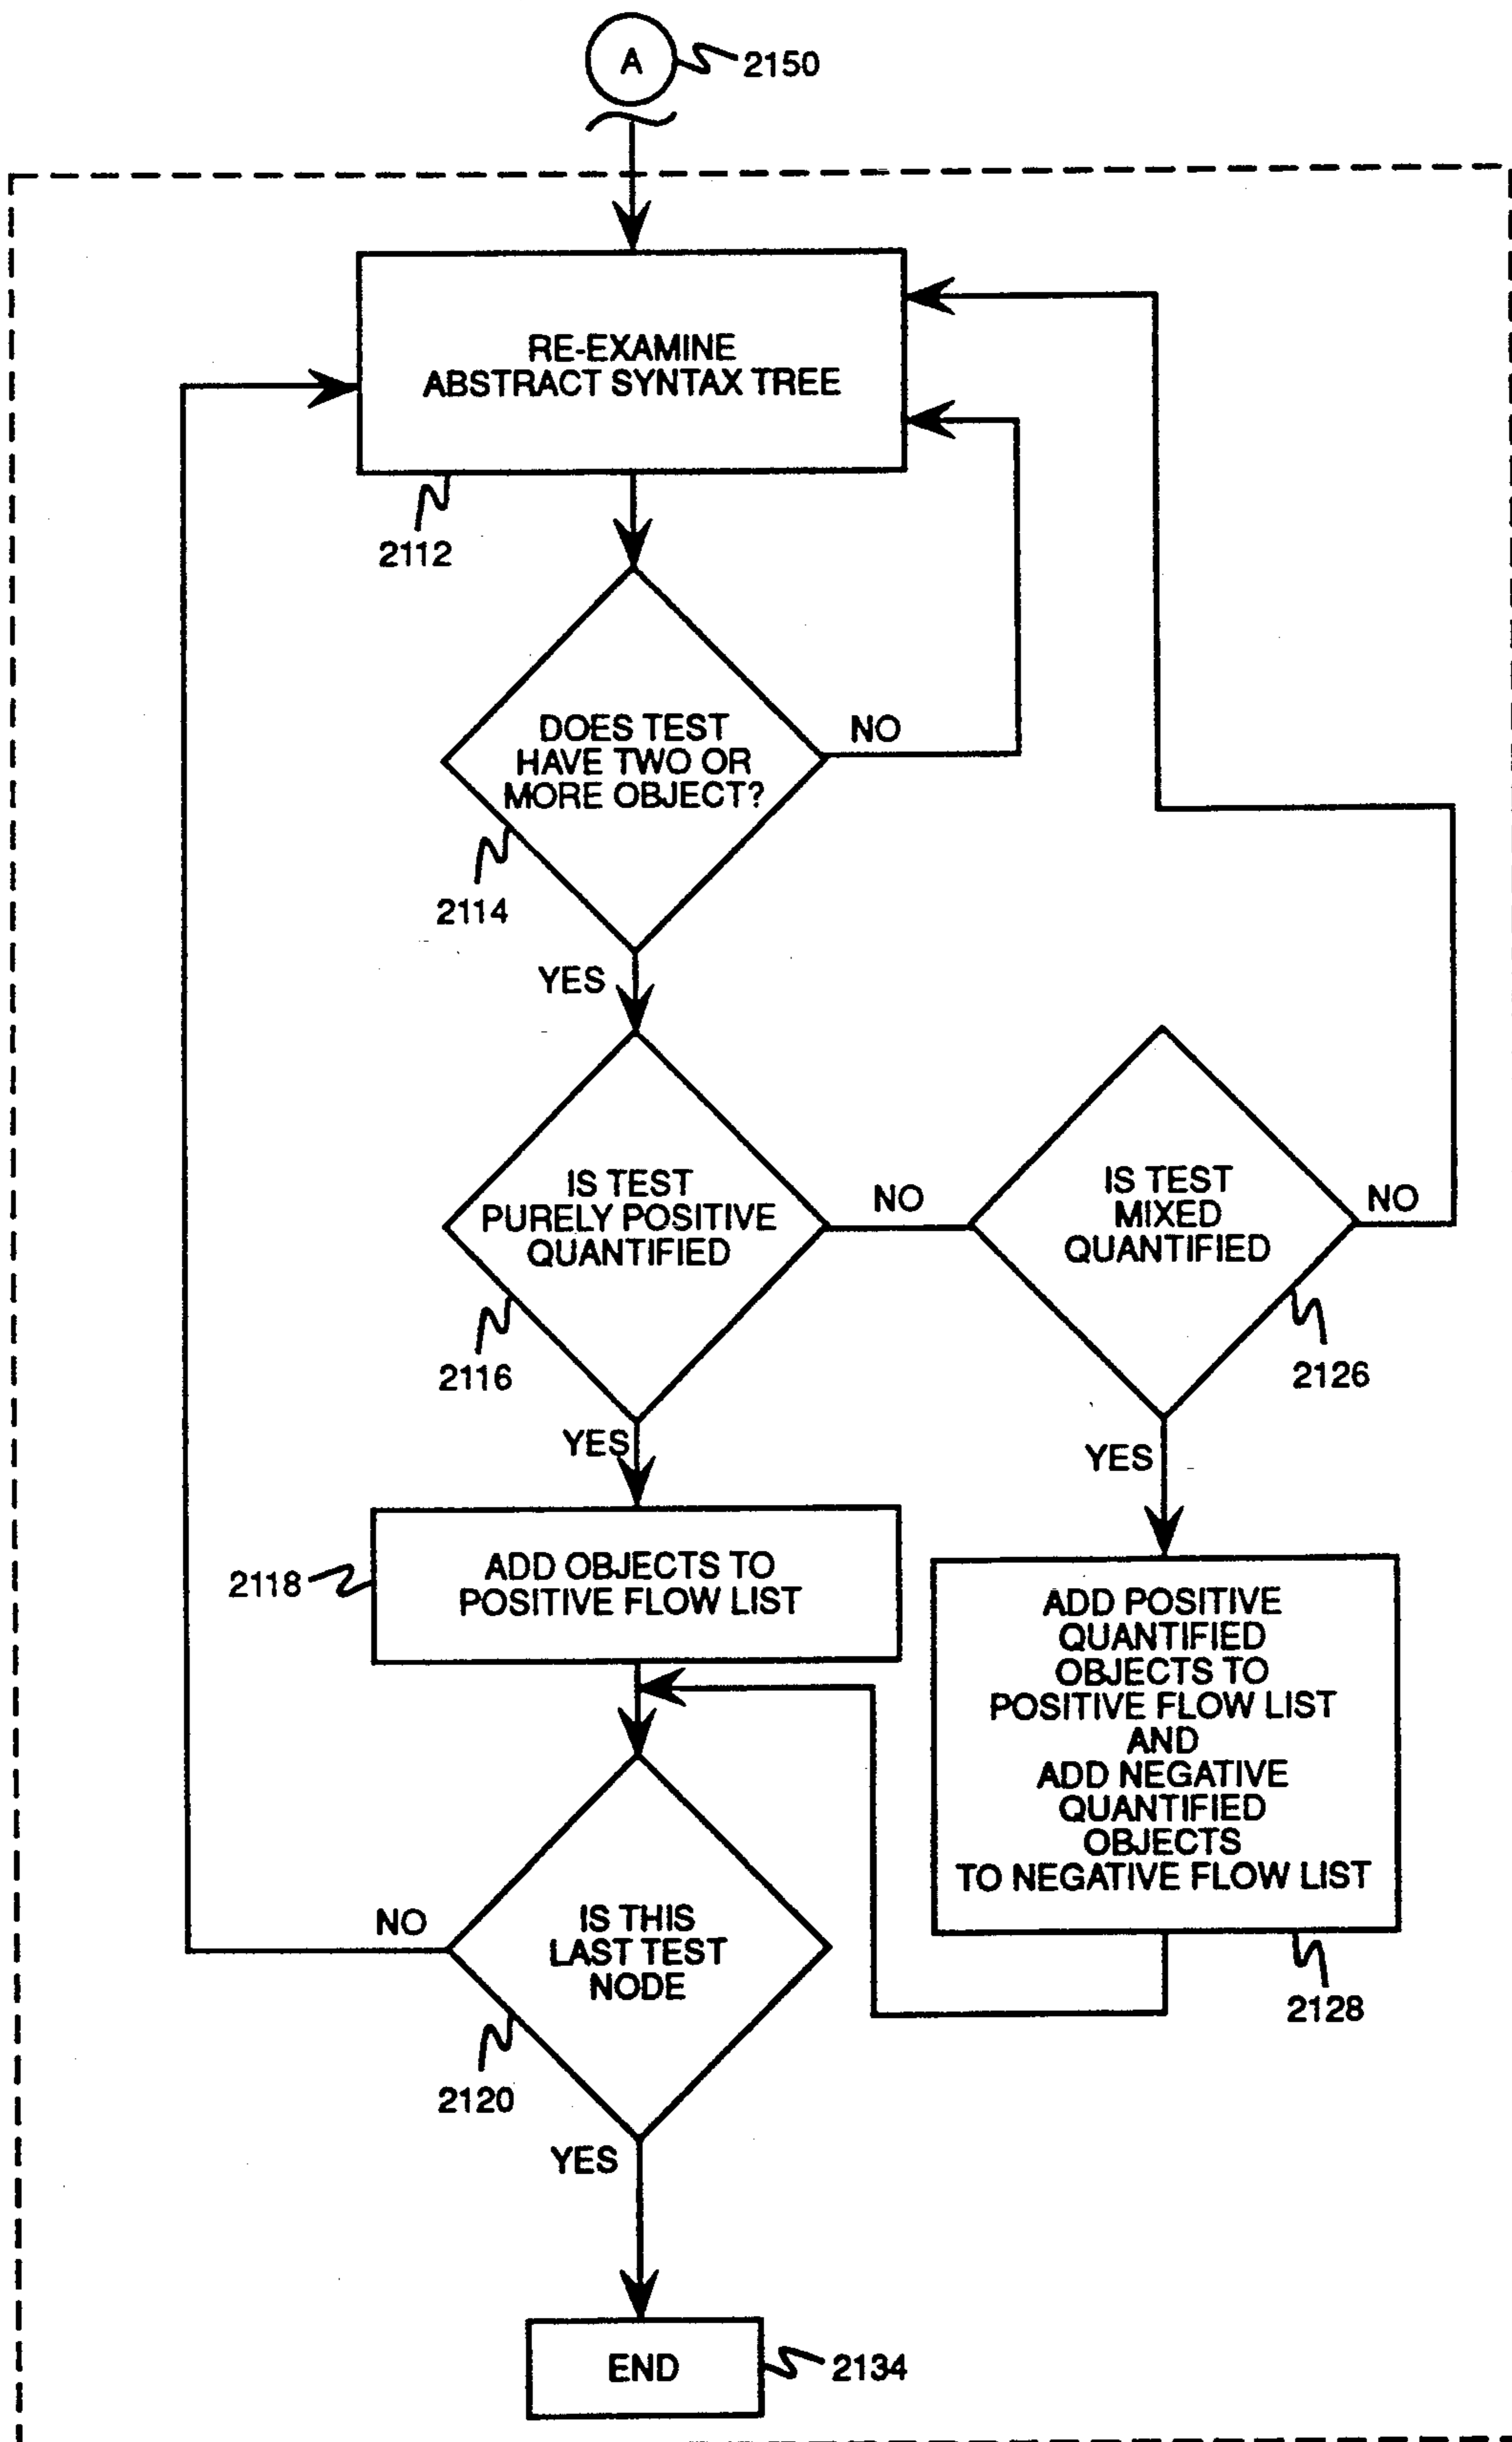 A
2150
RE-EXAMINE
ABSTRACT SYNTAX TREE
2112
DOES TEST
HAVE TWO OR
MORE OBJECT?
NO
2114
YES
IS TEST
PURELY POSITIVE
QUANTIFIED
NO
2116
IS TEST
MIXED
QUANTIFIED
NO
2126
YES
YES
ADD OBJECTS TO
POSITIVE FLOW LIST
2118
ADD POSITIVE
QUANTIFIED
OBJECTS TO
POSITIVE FLOW LIST
AND
ADD NEGATIVE
QUANTIFIED
OBJECTS
TO NEGATIVE FLOW LIST
2128
NO
IS THIS
LAST TEST
NODE
2120
YES
END
2134